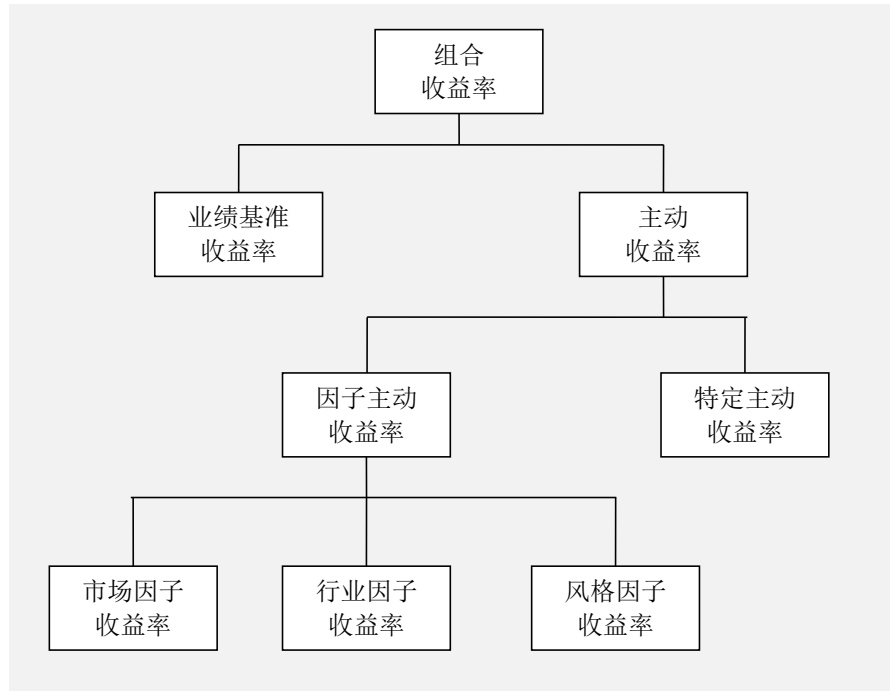 组合
收益率
业绩基准
收益率
主动
收益率
因子主动
收益率
特定主动
收益率
市场因子
收益率
行业因子
收益率
风格因子
收益率